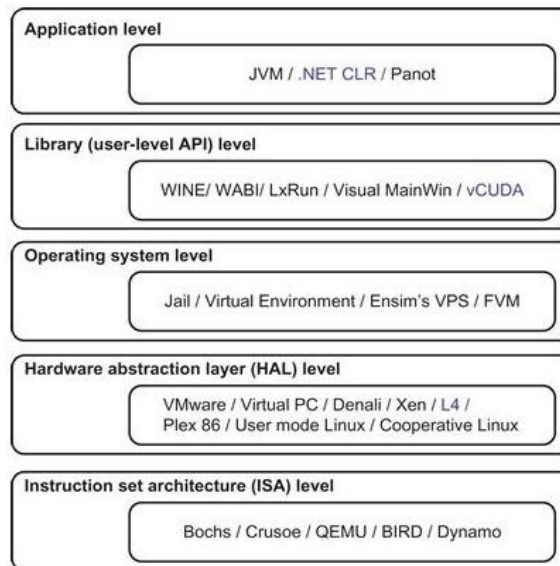 Application level
JVM / .NET CLR / Panot
Library (user-level API) level
WINE/ WABI/ LxRun / Visual MainWin / vCUDA
Operating system level
Jail / Virtual Environment / Ensim's VPS / FVM
Hardware abstraction layer (HAL) level
VMware / Virtual PC / Denali / Xen / L4 /
Plex 86 / User mode Linux / Cooperative Linux
Instruction set architecture (ISA) level
Bochs / Crusoe / QEMU / BIRD / Dynamo